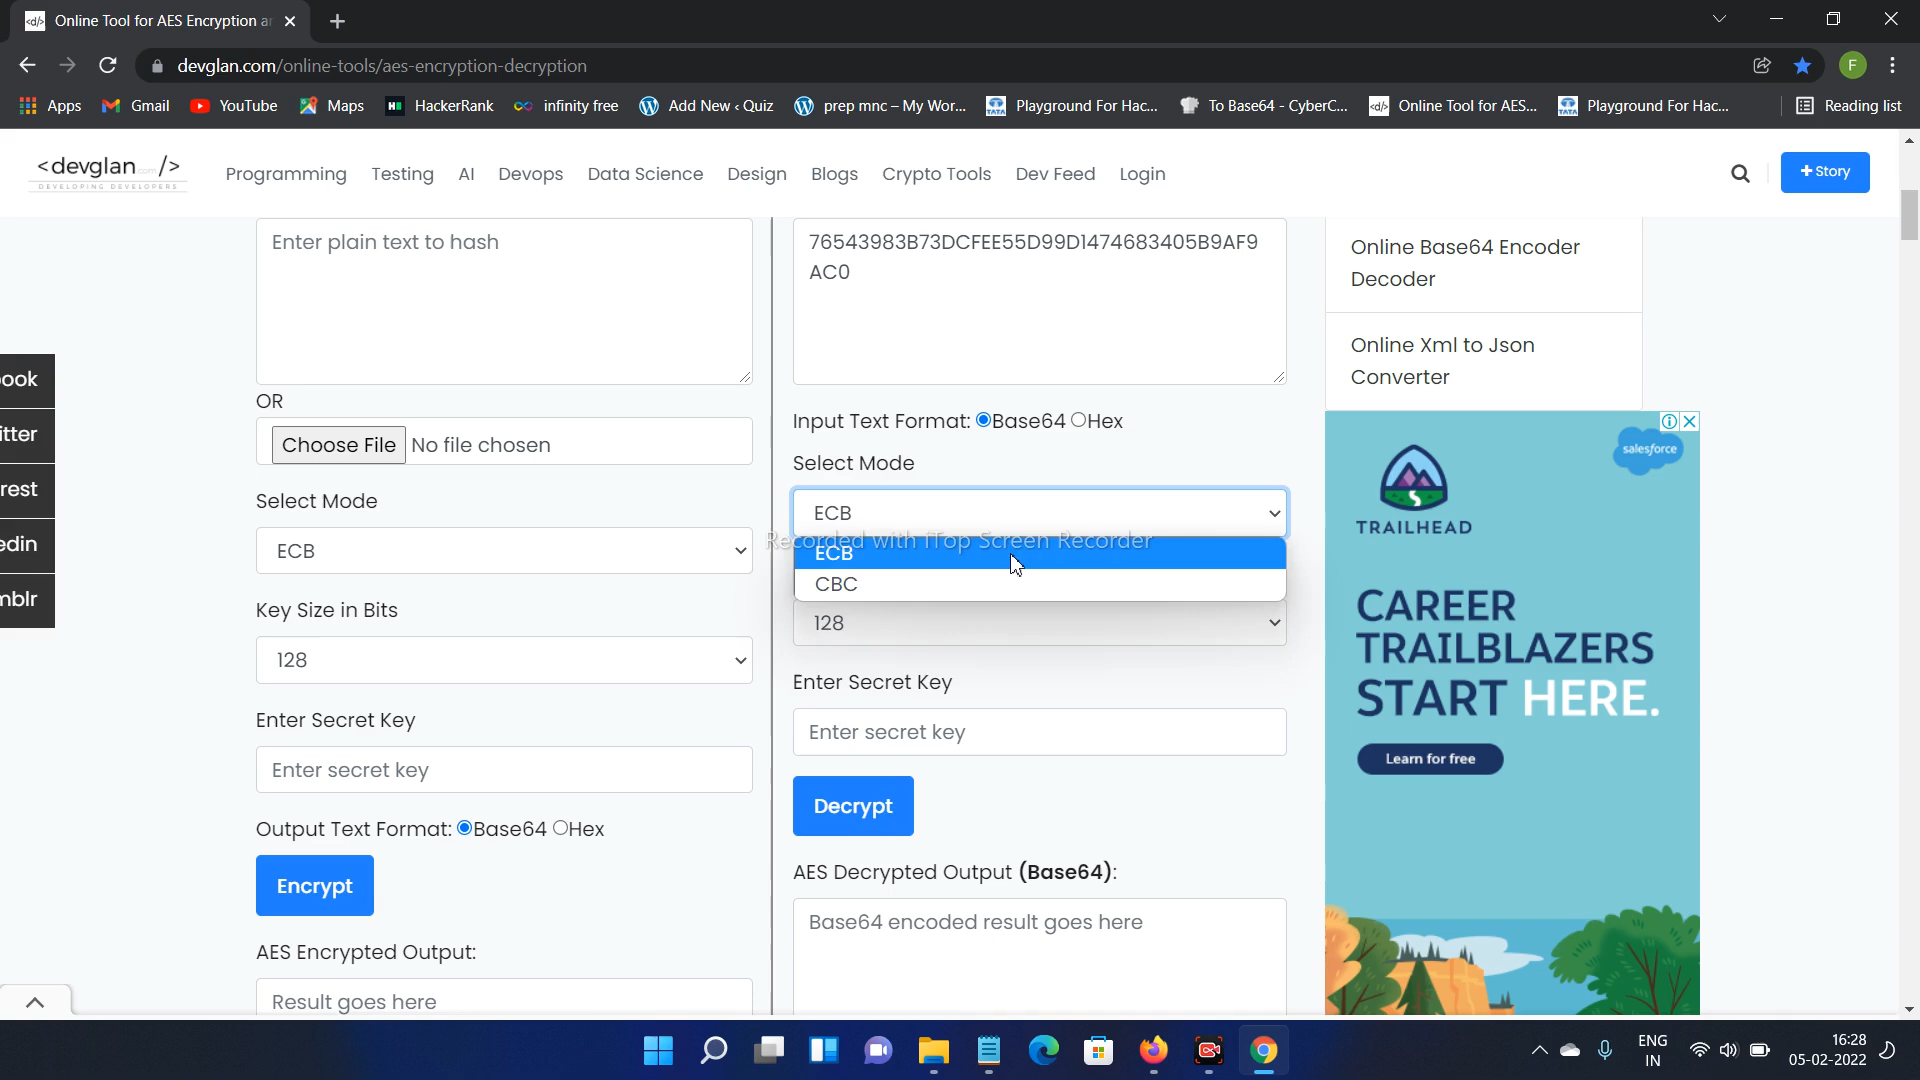 Online Tool for AES Encryption ar
devglan.com/online-tools/aes-encryption-decryption
F
Apps Gmail YouTube Maps HackerRank infinity free Add New ‹ Quiz prep mnc – My Wor... Playground For Hac... To Base64 - CyberC... Online Tool for AES... Playground For Hac... Reading list
<devglan.com/>
DEVELOPING DEVELOPERS
Programming Testing AI Devops Data Science Design Blogs Crypto Tools Dev Feed Login
+ Story
ook
itter
rest
edin
mblr
Enter plain text to hash
OR
Choose File No file chosen
Select Mode
ECB
Key Size in Bits
128
Enter Secret Key
Enter secret key
Output Text Format: Base64 Hex
Encrypt
AES Encrypted Output:
Result goes here
76543983B73DCFEE55D99D1474683405B9AF9
AC0
Input Text Format: Base64 Hex
Select Mode
ECB
Recorded with iTop Screen Recorder
ECB
CBC
128
Enter Secret Key
Enter secret key
Decrypt
AES Decrypted Output (Base64):
Base64 encoded result goes here
Online Base64 Encoder
Decoder
Online Xml to Json
Converter
salesforce
TRAILHEAD
CAREER
TRAILBLAZERS
START HERE.
Learn for free
ENG
IN
16:28
05-02-2022